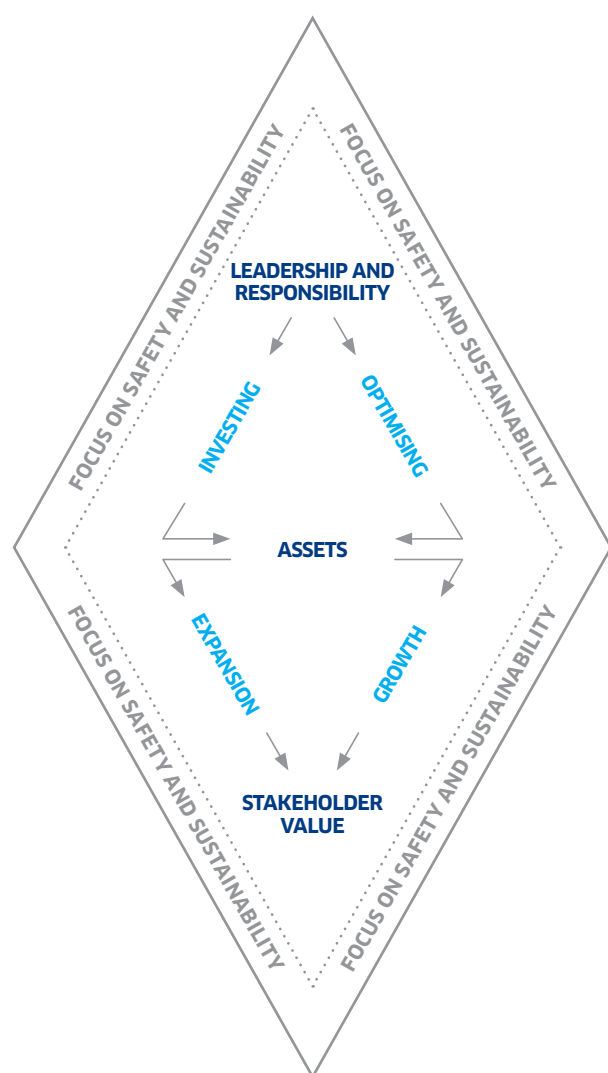 FOCUS ON SAFETY AND SUSTAINABILITY
FOCUS ON SAFETY AND SUSTAINABILITY
LEADERSHIP AND
RESPONSIBILITY
INVESTING
OPTIMISING
ASSETS
EXPANSION
GROWTH
STAKEHOLDER
VALUE
FOCUS ON SAFETY AND SUSTAINABILITY
FOCUS ON SAFETY AND SUSTAINABILITY